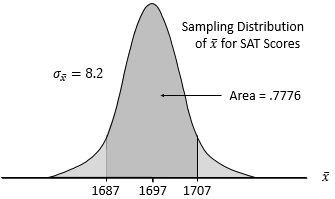 Sampling Distribution
of x̄ for SAT Scores
σx̄ = 8.2
Area = .7776
x̄
1687 1697 1707